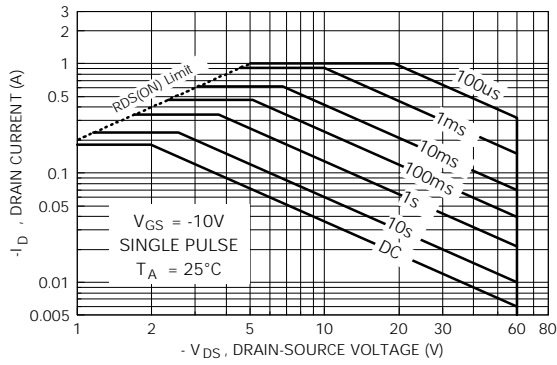 3
2
1
0.5
0.1
0.05
0.01
0.005
-I D , DRAIN CURRENT (A)
RDS(ON) Limit
100us
1ms
10ms
100ms
1s
10s
DC
VGS = -10V
SINGLE PULSE
TA = 25°C
1 2 5 10 20 30 60 80
- VDS , DRAIN-SOURCE VOLTAGE (V)